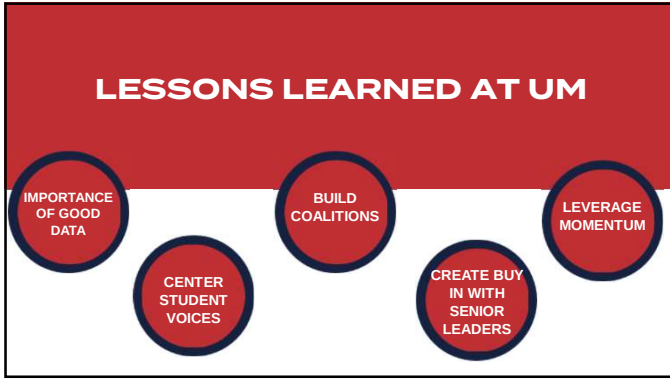 LESSONS LEARNED AT UM
IMPORTANCE
OF GOOD
DATA
CENTER
STUDENT
VOICES
BUILD
COALITIONS
CREATE BUY
IN WITH
SENIOR
LEADERS
LEVERAGE
MOMENTUM